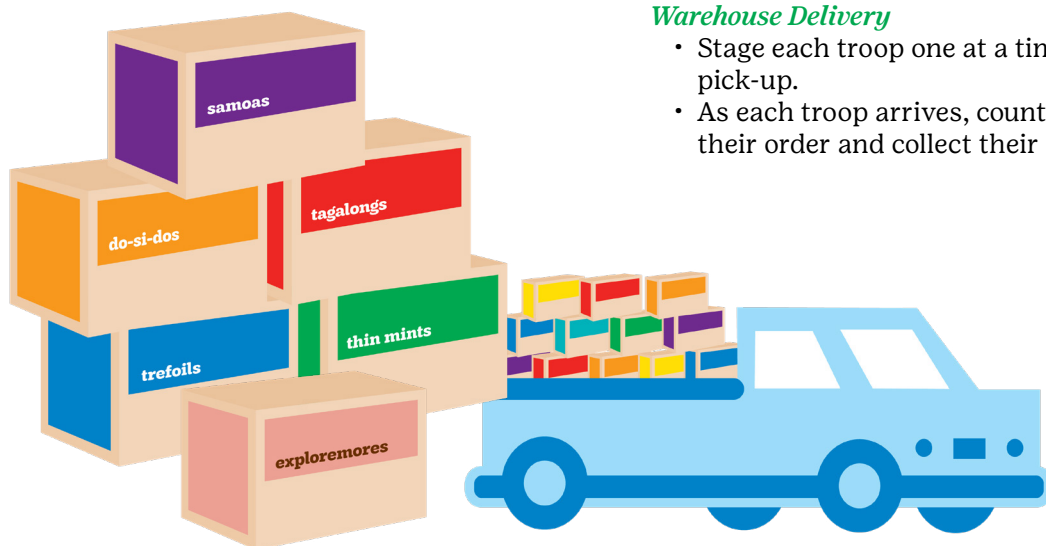 Warehouse Delivery
• Stage each troop one at a
pick-up.
• As each troop arrives, count
their order and collect their
samoas
do-si-dos
tagalongs
trefoils
thin mints
exploremores